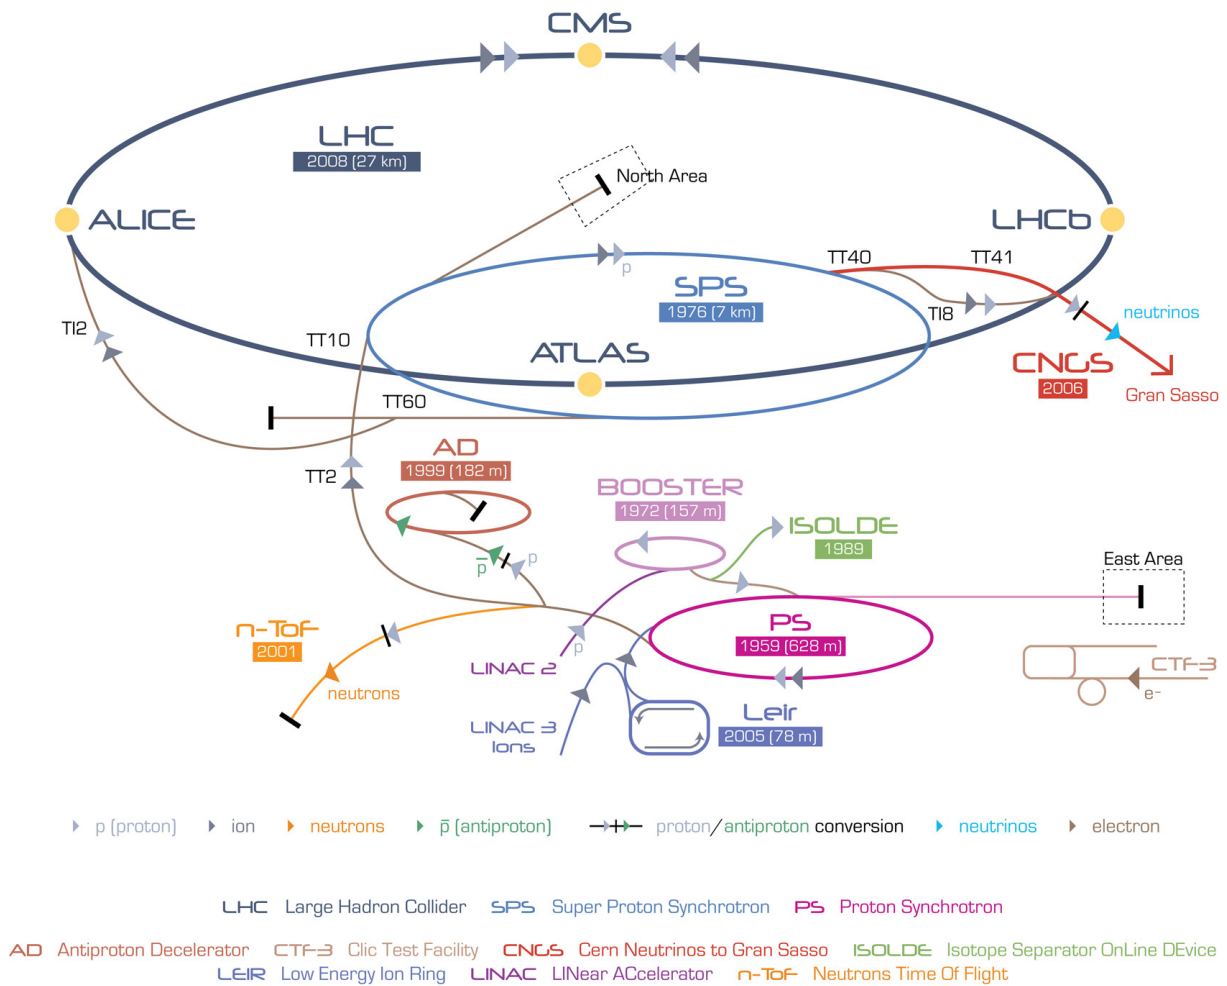 CMS
LHC
2008 (27 km)
North Area
ALICE
LHCb
TT40
TT41
p
SPS
1976 (7 km)
TI8
neutrinos
TI2
TT10
ATLAS
CNGS
2006
Gran Sasso
TT60
AD
1999 (182 m)
TT2
BOOSTER
1972 (157 m)
ISOLDE
1989
p̅
p
East Area
n-ToF
2001
neutrons
p
LINAC 2
PS
1959 (628 m)
CTF-3
e-
LINAC 3
Ions
Leir
2005 (78 m)
p (proton)
ion
neutrons
p̅ (antiproton)
proton/antiproton conversion
neutrinos
electron
LHC Large Hadron Collider SPS Super Proton Synchrotron PS Proton Synchrotron
AD Antiproton Decelerator CTF-3 Clic Test Facility CNGS Cern Neutrinos to Gran Sasso ISOLDE Isotope Separator OnLine DEvice
LEIR Low Energy Ion Ring LINAC LINear ACcelerator n-ToF Neutrons Time Of Flight